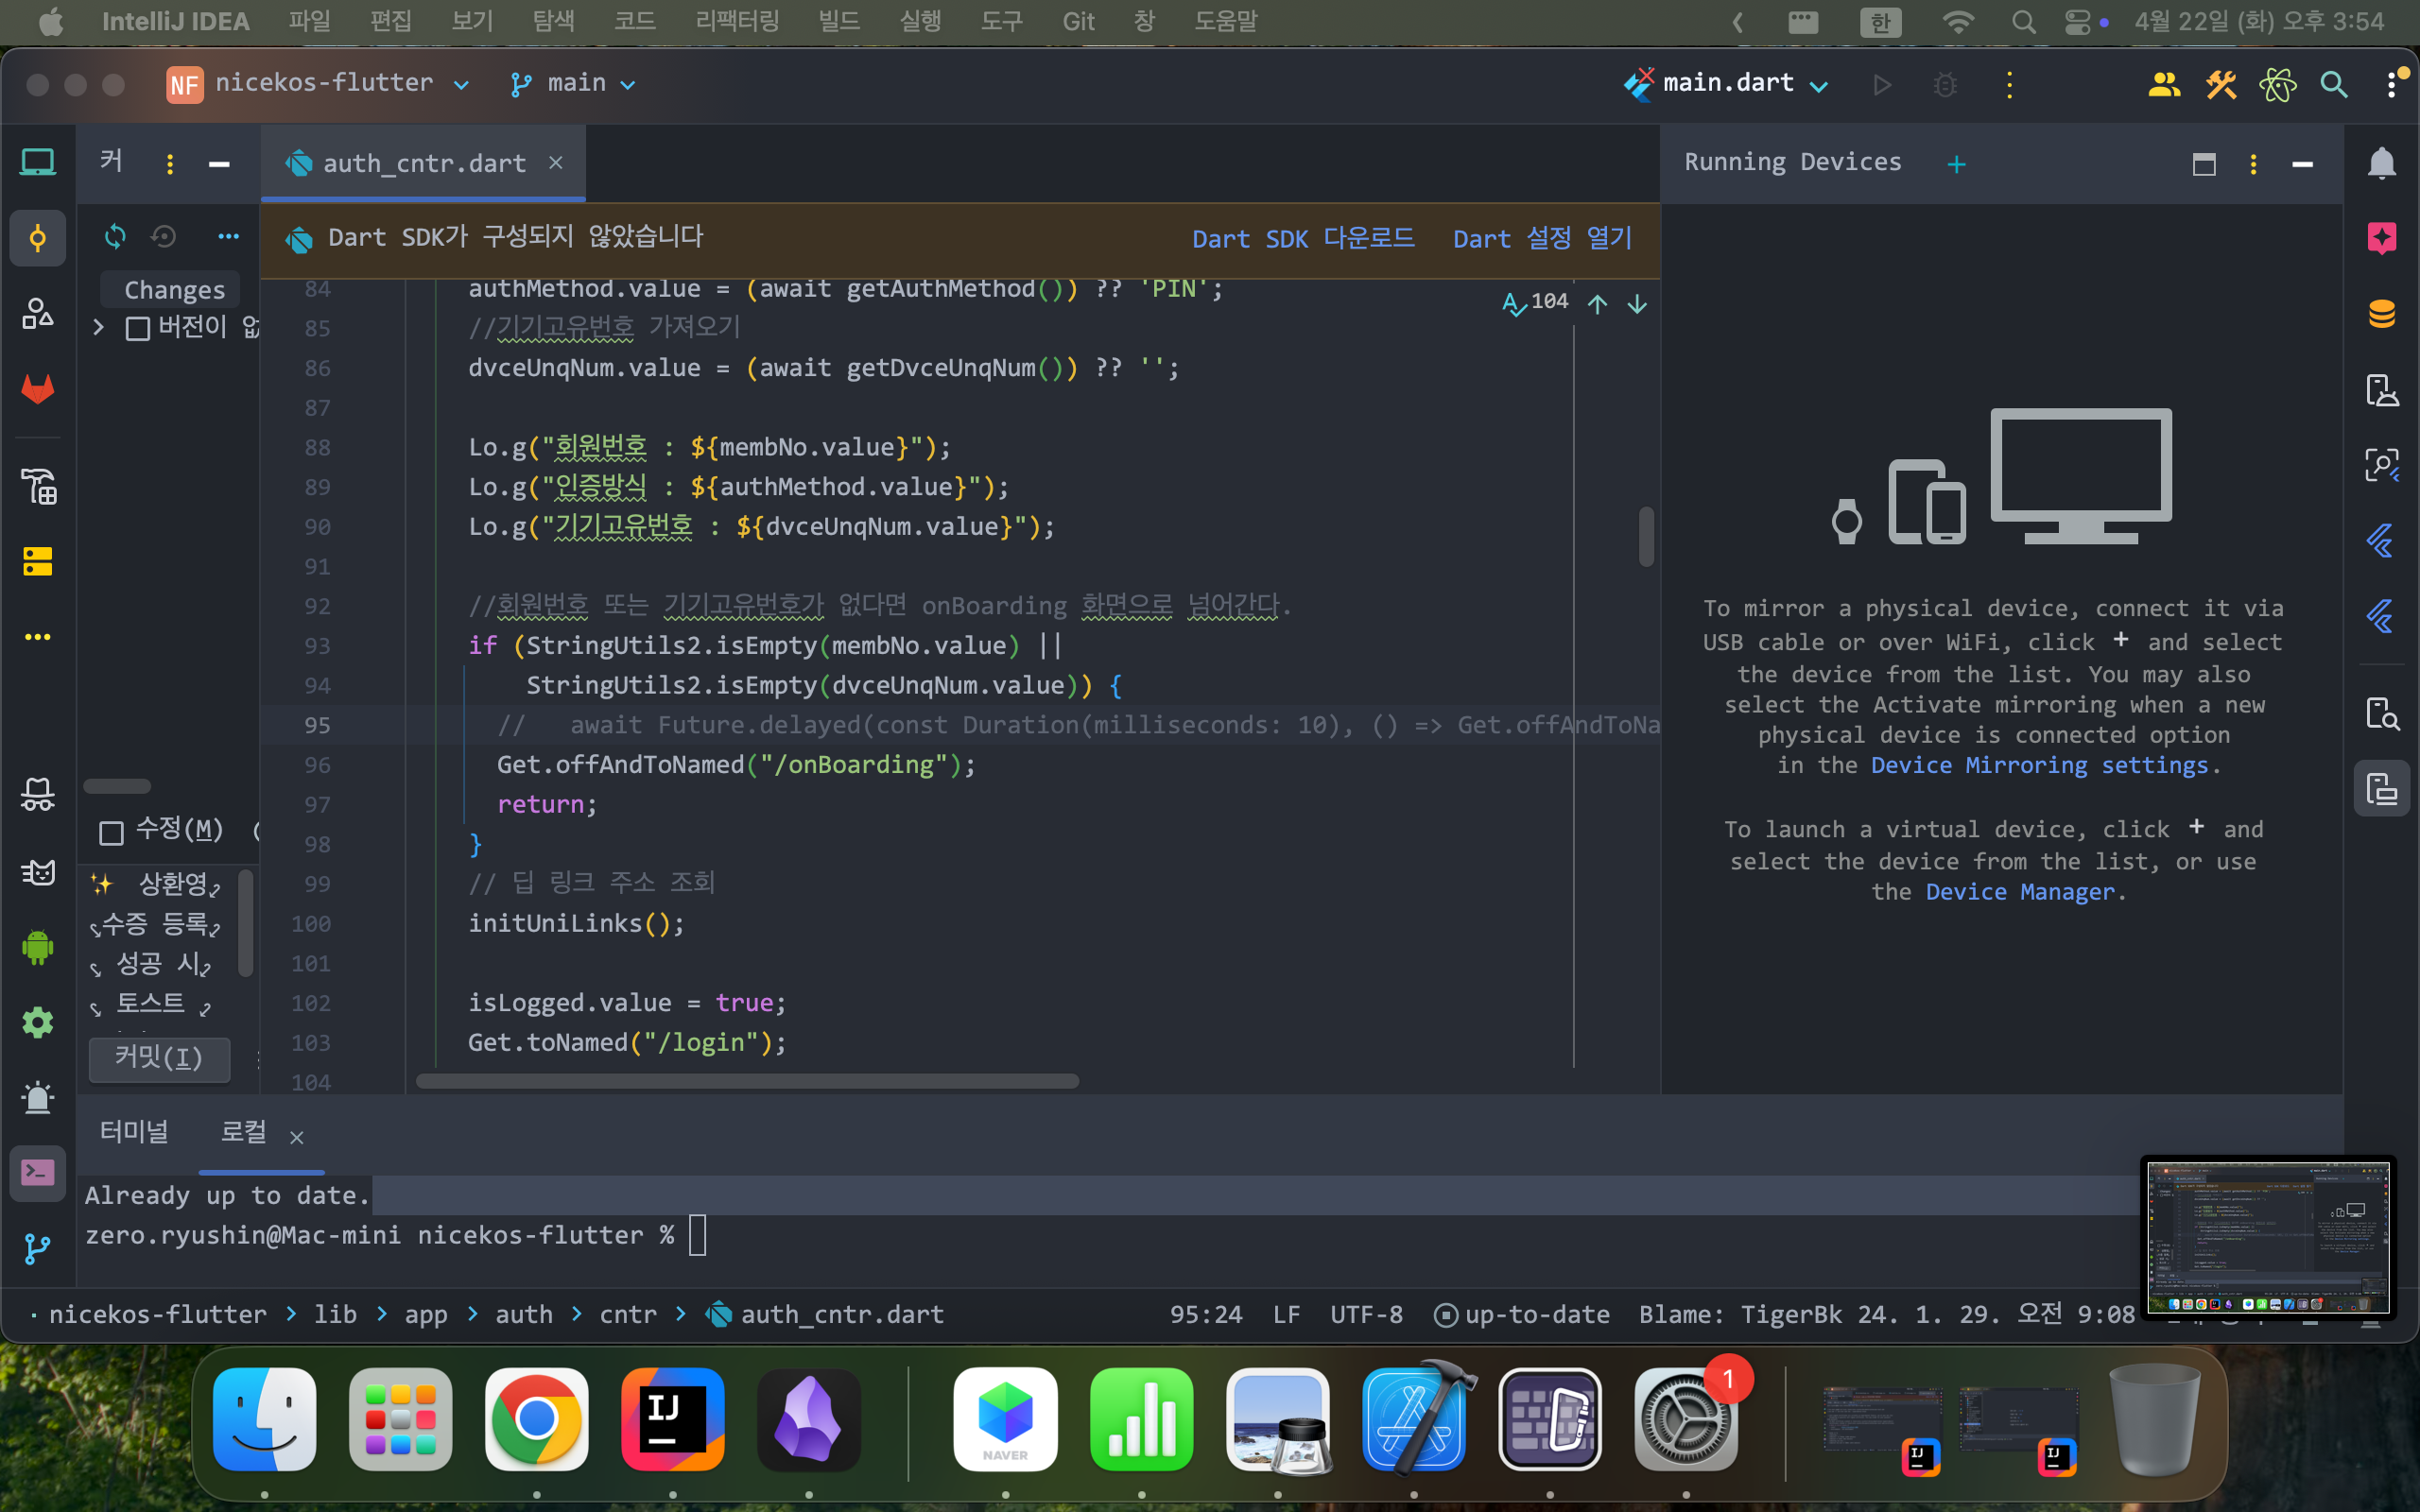 IntelliJ IDEA 파일 편집 보기 탐색 코드 리팩터링 빌드 실행 도구 Git 창 도움말 한 4월 22일 (화) 오후 3:54
NF nicekos-flutter main main.dart
커
auth_cntr.dart
Running Devices
Dart SDK가 구성되지 않았습니다 Dart SDK 다운로드 Dart 설정 열기
Changes
버전이
104
84 authMethod.value = (await getAuthMethod()) ?? 'PIN';
85 //기기고유번호 가져오기
86 dvceUnqNum.value = (await getDvceUnqNum()) ?? '';
87
88 Lo.g("회원번호 : ${membNo.value}");
89 Lo.g("인증방식 : ${authMethod.value}");
90 Lo.g("기기고유번호 : ${dvceUnqNum.value}");
91
92 //회원번호 또는 기기고유번호가 없다면 onBoarding 화면으로 넘어간다.
93 if (StringUtils2.isEmpty(membNo.value) ||
94 StringUtils2.isEmpty(dvceUnqNum.value)) {
95 // await Future.delayed(const Duration(milliseconds: 10), () => Get.offAndToNa
96 Get.offAndToNamed("/onBoarding");
97 return;
98 }
99 // 딥 링크 주소 조회
100 initUniLinks();
101
102 isLogged.value = true;
103 Get.toNamed("/login");
104
수정(M)
✨ 상환영
수증 등록
성공 시
토스트
커밋(I)
To mirror a physical device, connect it via
USB cable or over WiFi, click + and select
the device from the list. You may also
select the Activate mirroring when a new
physical device is connected option
in the Device Mirroring settings.
To launch a virtual device, click + and
select the device from the list, or use
the Device Manager.
터미널 로컬
Already up to date.
zero.ryushin@Mac-mini nicekos-flutter %
nicekos-flutter > lib > app > auth > cntr > auth_cntr.dart 95:24 LF UTF-8 up-to-date Blame: TigerBk 24. 1. 29. 오전 9:08
IJ
NAVER
1
IJ
IJ